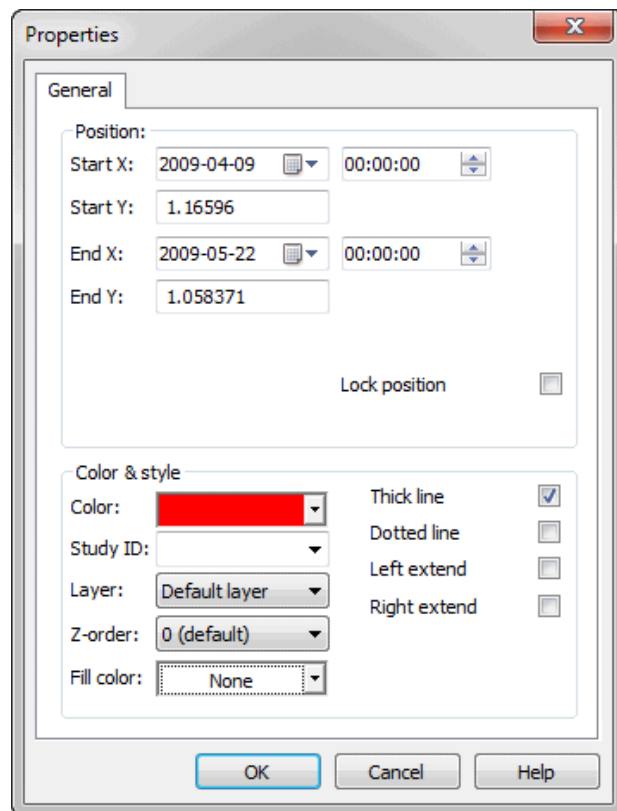 Properties
General
Position:
Start X: 2009-04-09 00:00:00
Start Y: 1.16596
End X: 2009-05-22 00:00:00
End Y: 1.058371
Lock position
Color & style
Color:
Thick line
Study ID:
Dotted line
Layer: Default layer
Left extend
Z-order: 0 (default)
Right extend
Fill color: None
OK Cancel Help